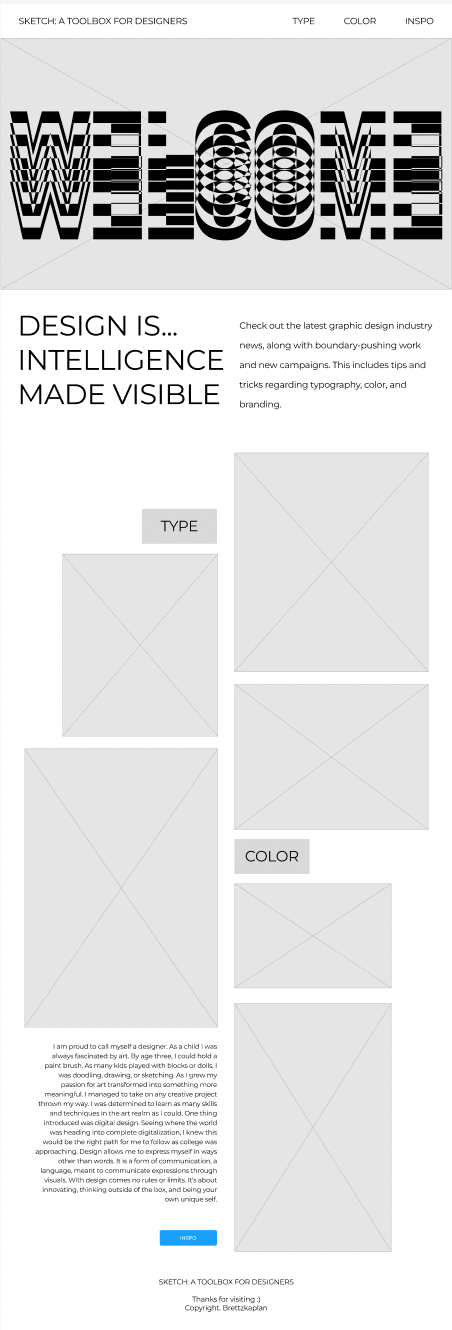 SKETCH: A TOOLBOX FOR DESIGNERS
TYPE COLOR INSPO
WELCOME
DESIGN IS...
INTELLIGENCE
MADE VISIBLE
Check out the latest graphic design industry
news, along with boundary-pushing work
and new campaigns. This includes tips and
tricks regarding typography, color, and
branding.
TYPE
COLOR
I am proud to call myself a designer. As a child I was
always fascinated by art. By age three, I could hold a
paint brush. As many kids played with blocks or dolls, I
was doodling, drawing, or sketching. As I grew my
passion for art transformed into something more
meaningful. I managed to take on any creative project
thrown my way. I was determined to learn as many skills
and techniques in the art realm as I could. One thing
introduced was digital design. Seeing where the world
was heading into complete digitalization, I knew this
would be the right path for me to follow as college was
approaching. Design allows me to express myself in ways
other than words. It is a form of communication, a
language, meant to communicate expressions through
visuals. With design comes no rules or limits. It's about
innovating, thinking outside of the box, and being your
own unique self.
INSPO
SKETCH: A TOOLBOX FOR DESIGNERS
Thanks for visiting :)
Copyright. Brettzkaplan